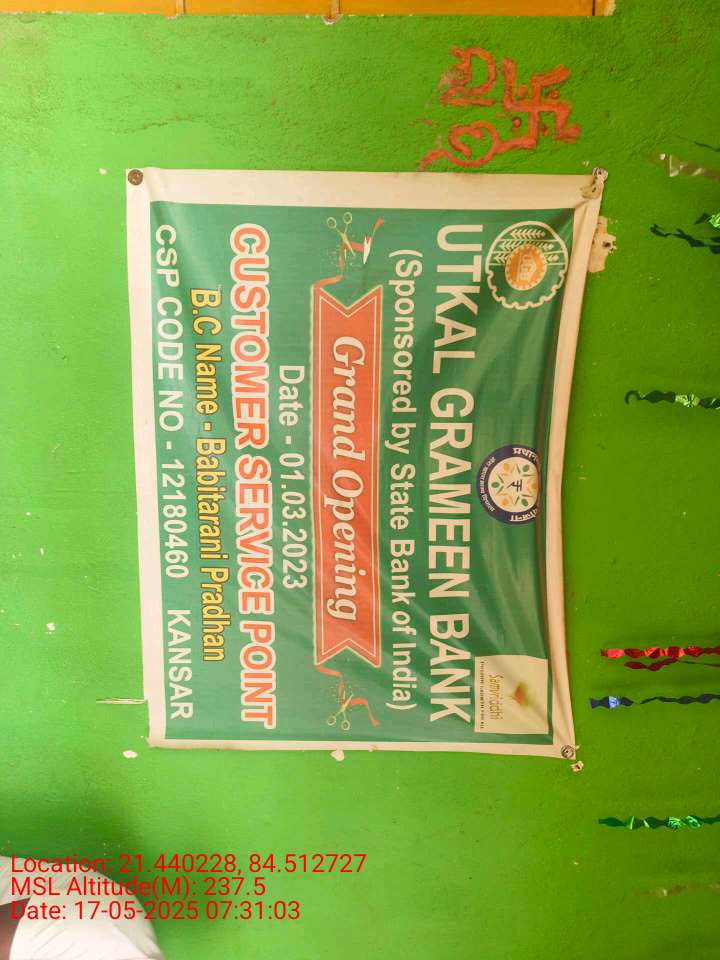 UTKAL GRAMEEN BANK
(Sponsored by State Bank of India)
Grand Opening
Date - 01.03.2023
CUSTOMER SERVICE POINT
B.C Name - Babitarani Pradhan
CSP CODE NO - 12180460 KANSAR
Samriddhi
Location: 21.440228, 84.512727
MSL Altitude(M): 237.5
Date: 17-05-2025 07:31:03